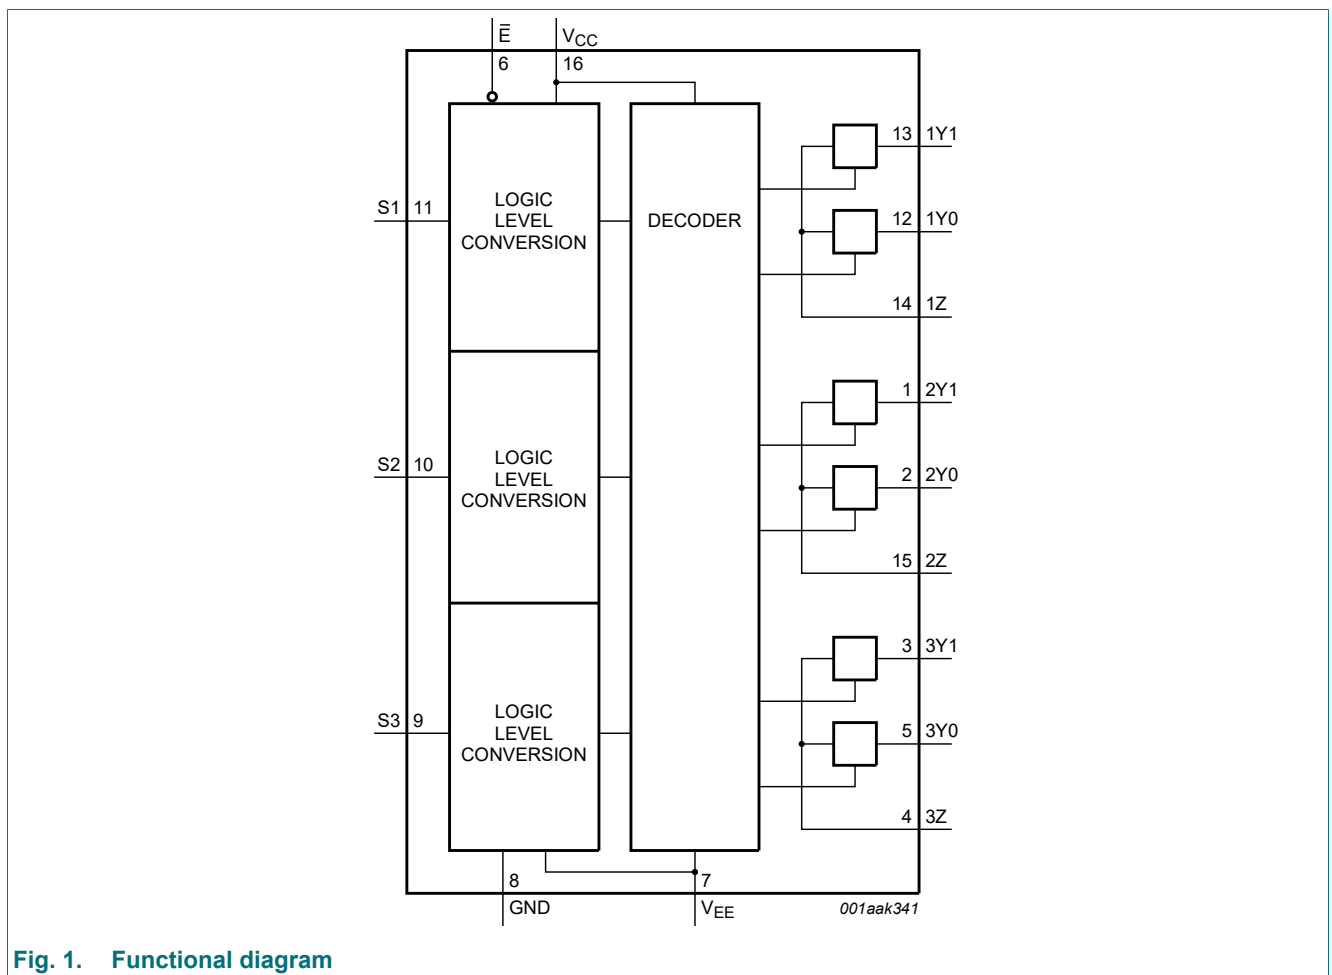 E̅ VCC
6 16
13 1Y1
S1 11
LOGIC
LEVEL
CONVERSION
DECODER
12 1Y0
14 1Z
1 2Y1
S2 10
LOGIC
LEVEL
CONVERSION
2 2Y0
15 2Z
3 3Y1
S3 9
LOGIC
LEVEL
CONVERSION
5 3Y0
4 3Z
8 7
GND VEE 001aak341
Fig. 1. Functional diagram